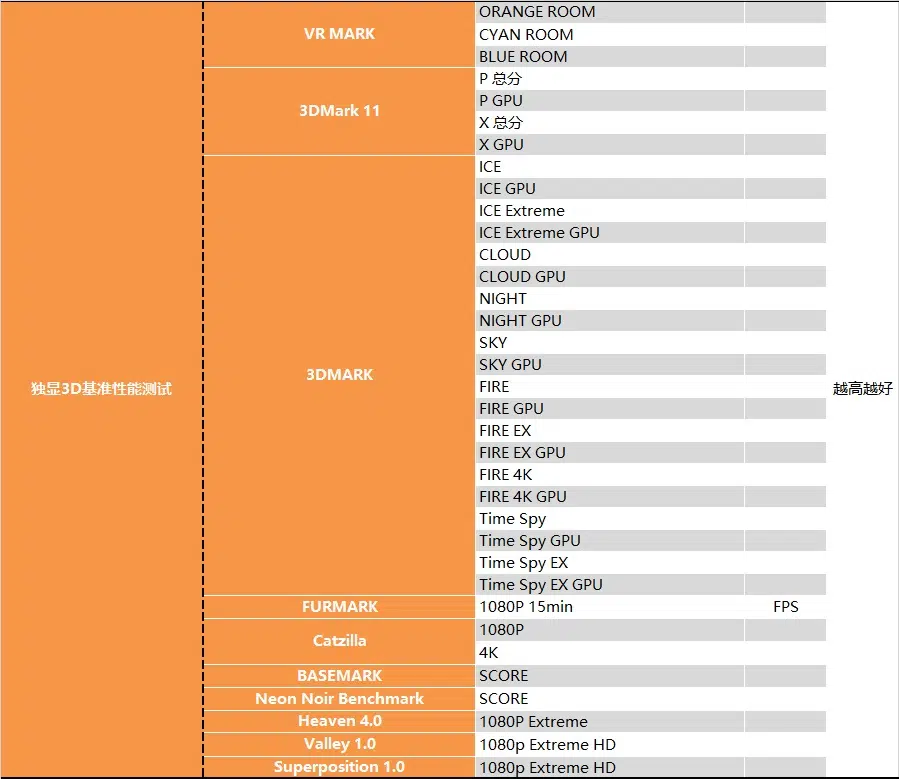 独显3D基准性能测试
VR MARK
ORANGE ROOM
CYAN ROOM
BLUE ROOM
3DMark 11
P 总分
P GPU
X 总分
X GPU
3DMARK
ICE
ICE GPU
ICE Extreme
ICE Extreme GPU
CLOUD
CLOUD GPU
NIGHT
NIGHT GPU
SKY
SKY GPU
FIRE
FIRE GPU
FIRE EX
FIRE EX GPU
FIRE 4K
FIRE 4K GPU
Time Spy
Time Spy GPU
Time Spy EX
Time Spy EX GPU
FURMARK
1080P 15min
FPS
Catzilla
1080P
4K
BASEMARK
SCORE
Neon Noir Benchmark
SCORE
Heaven 4.0
1080P Extreme
Valley 1.0
1080p Extreme HD
Superposition 1.0
1080p Extreme HD
越高越好